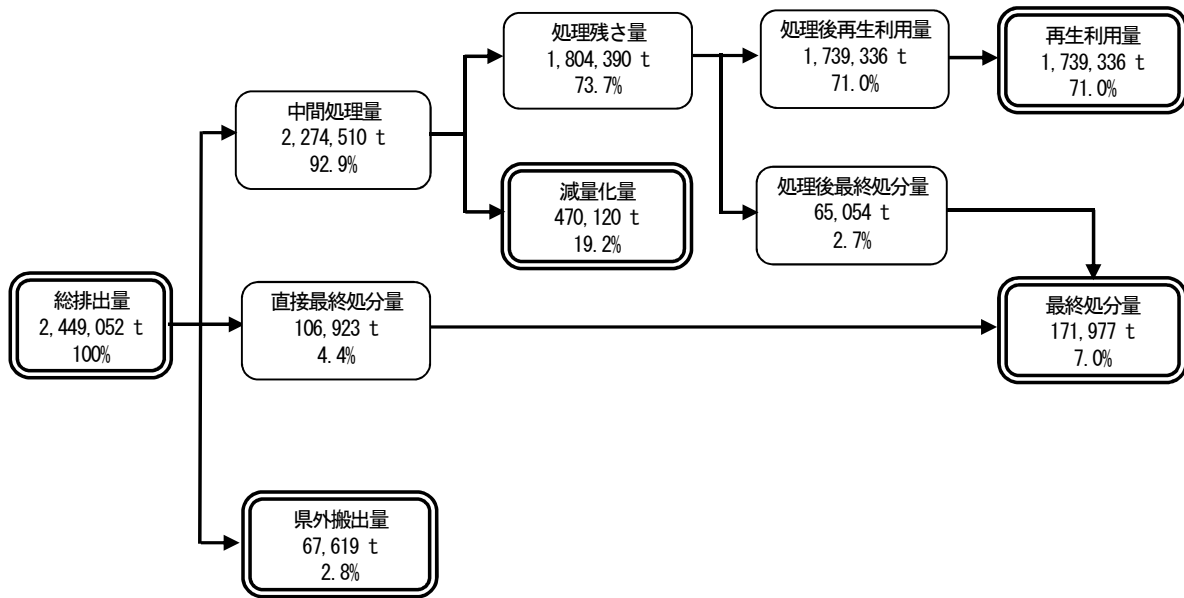 処理残さ量
1,804,390 t
73.7%
処理後再生利用量
1,739,336 t
71.0%
再生利用量
1,739,336 t
71.0%
中間処理量
2,274,510 t
92.9%
減量化量
470,120 t
19.2%
処理後最終処分量
65,054 t
2.7%
総排出量
2,449,052 t
100%
直接最終処分量
106,923 t
4.4%
最終処分量
171,977 t
7.0%
県外搬出量
67,619 t
2.8%